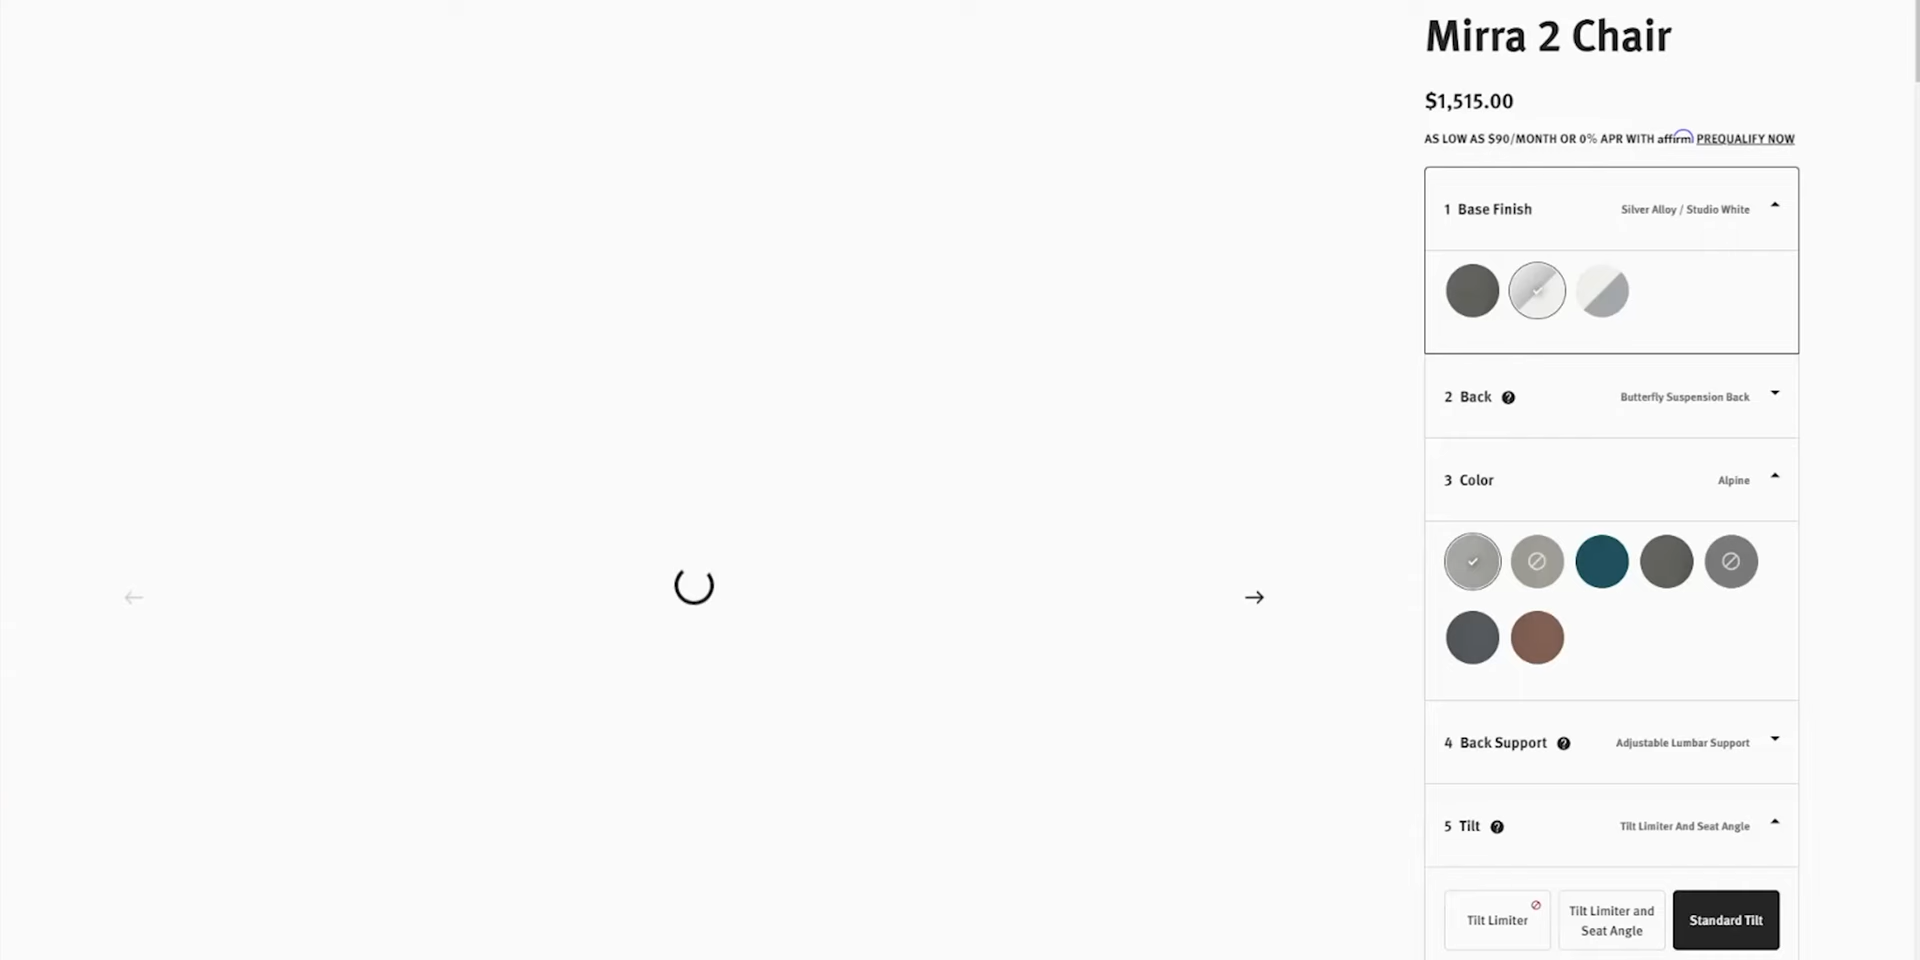 Mirra 2 Chair
$1,515.00
AS LOW AS $90/MONTH OR 0% APR WITH affirm PREQUALIFY NOW
1 Base Finish Silver Alloy / Studio White
2 Back ? Butterfly Suspension Back
3 Color Alpine
4 Back Support ? Adjustable Lumbar Support
5 Tilt ? Tilt Limiter And Seat Angle
Tilt Limiter
Tilt Limiter and
Seat Angle
Standard Tilt